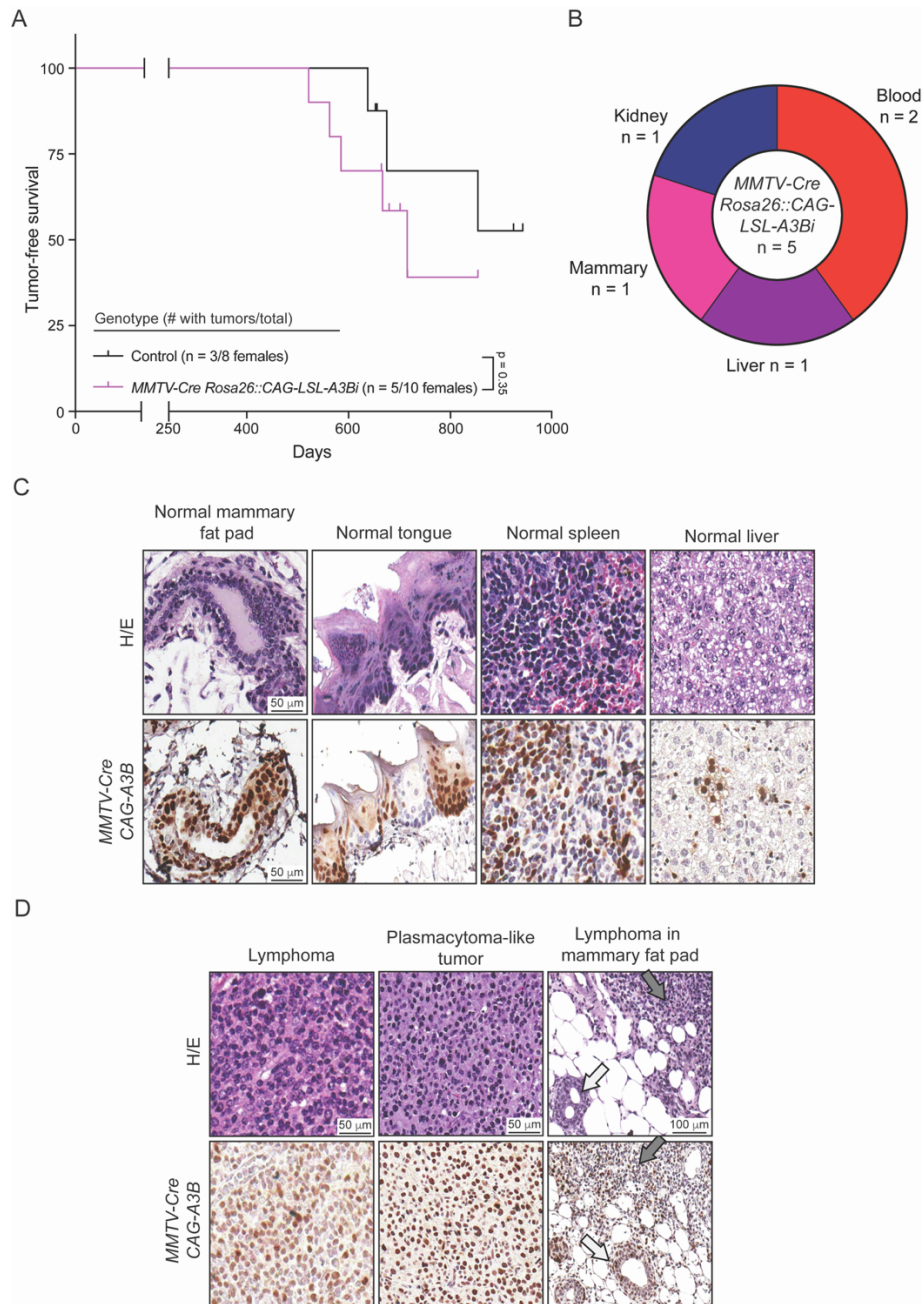 A
Tumor-free survival
100
75
50
25
0
Genotype (# with tumors/total)
Control (n = 3/8 females)
MMTV-Cre Rosa26::CAG-LSL-A3Bi (n = 5/10 females)
p = 0.35
0
250
400
600
800
1000
Days
B
Blood
n = 2
Kidney
n = 1
MMTV-Cre
Rosa26::CAG-
LSL-A3Bi
n = 5
Mammary
n = 1
Liver n = 1
C
Normal mammary
fat pad
Normal tongue
Normal spleen
Normal liver
H/E
50 μm
MMTV-Cre
CAG-A3B
50 μm
D
Lymphoma
Plasmacytoma-like
tumor
Lymphoma in
mammary fat pad
H/E
50 μm
50 μm
100 μm
MMTV-Cre
CAG-A3B